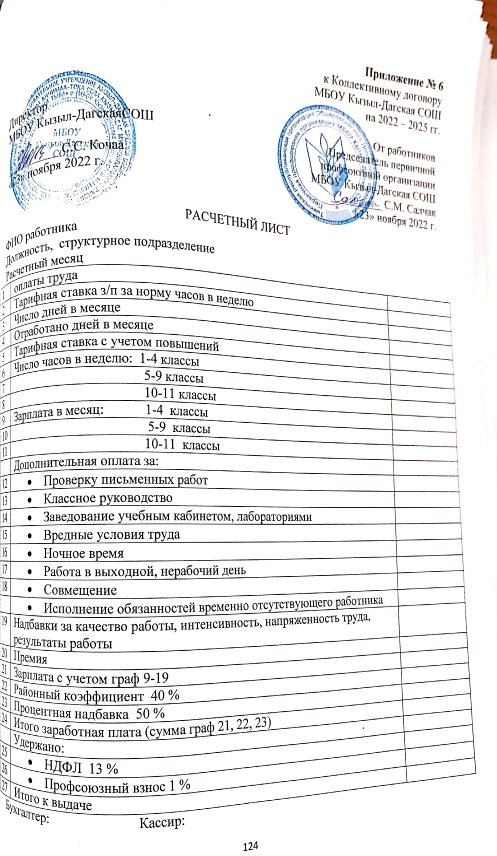 Приложение № 6
к Коллективному договору
МБОУ Кызыл-Дагская СОШ
на 2022 – 2025 гг.
Директор
МБОУ Кызыл-ДагскаяСОШ
С.С. Кочаа
ноября 2022 г.
От работников
Председатель первичной
профсоюзной организации
МБОУ Кызыл-Дагская СОШ
С.М. Салчак
«23» ноября 2022 г.
РАСЧЕТНЫЙ ЛИСТ
ФИО работника
Должность, структурное подразделение
Расчетный месяц
оплаты труда
1 Тарифная ставка з/п за норму часов в неделю
2 Число дней в месяце
3 Отработано дней в месяце
4 Тарифная ставка с учетом повышений
5 Число часов в неделю: 1-4 классы
6 5-9 классы
7 10-11 классы
8 Зарплата в месяц: 1-4 классы
9 5-9 классы
10 10-11 классы
11 Дополнительная оплата за:
12 • Проверку письменных работ
13 • Классное руководство
14 • Заведование учебным кабинетом, лабораториями
15 • Вредные условия труда
16 • Ночное время
17 • Работа в выходной, нерабочий день
18 • Совмещение
• Исполнение обязанностей временно отсутствующего работника
19 Надбавки за качество работы, интенсивность, напряженность труда,
результаты работы
20 Премия
21 Зарплата с учетом граф 9-19
22 Районный коэффициент 40 %
23 Процентная надбавка 50 %
24 Итого заработная плата (сумма граф 21, 22, 23)
Удержано:
25 • НДФЛ 13 %
26 • Профсоюзный взнос 1 %
27 Итого к выдаче
Бухгалтер: Кассир:
124